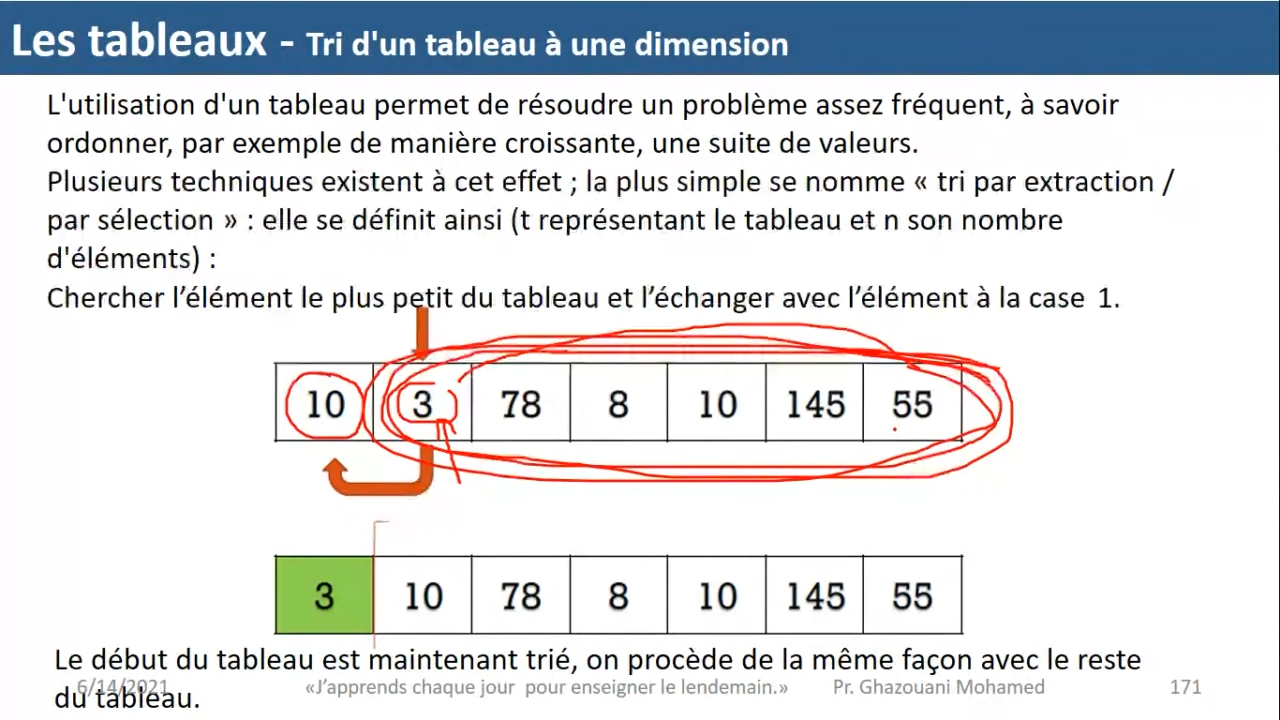 Les tableaux - Tri d'un tableau à une dimension
L'utilisation d'un tableau permet de résoudre un problème assez fréquent, à savoir
ordonner, par exemple de manière croissante, une suite de valeurs.
Plusieurs techniques existent à cet effet ; la plus simple se nomme « tri par extraction /
par sélection » : elle se définit ainsi (t représentant le tableau et n son nombre
d'éléments) :
Chercher l’élément le plus petit du tableau et l’échanger avec l’élément à la case 1.
10 3 78 8 10 145 55
3 10 78 8 10 145 55
Le début du tableau est maintenant trié, on procède de la même façon avec le reste
du tableau.
6/14/2021 «J’apprends chaque jour pour enseigner le lendemain.» Pr. Ghazouani Mohamed 171